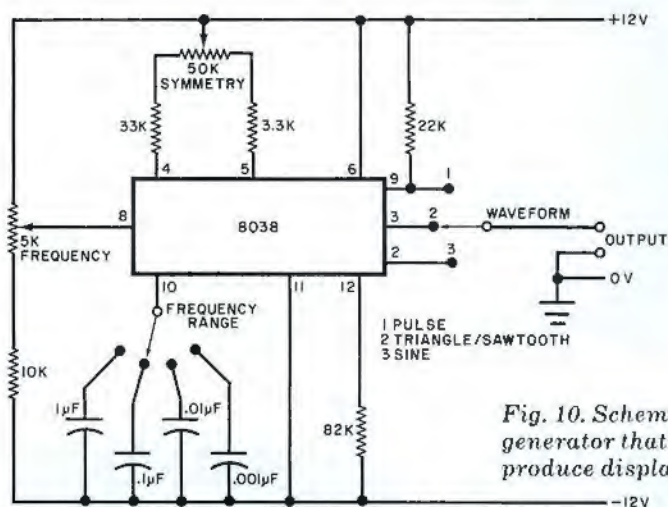 +12V
50K
SYMMETRY
33K
3.3K
22K
4
5
6
9
1
8
8038
3
2
WAVEFORM
5K
FREQUENCY
2
3
OUTPUT
10
11
12
0V
FREQUENCY
RANGE
1 PULSE
2 TRIANGLE/SAWTOOTH
3 SINE
10K
1µF
.01µF
.1µF
.001µF
82K
Fig. 10. Schem
generator that
produce displa
-12V